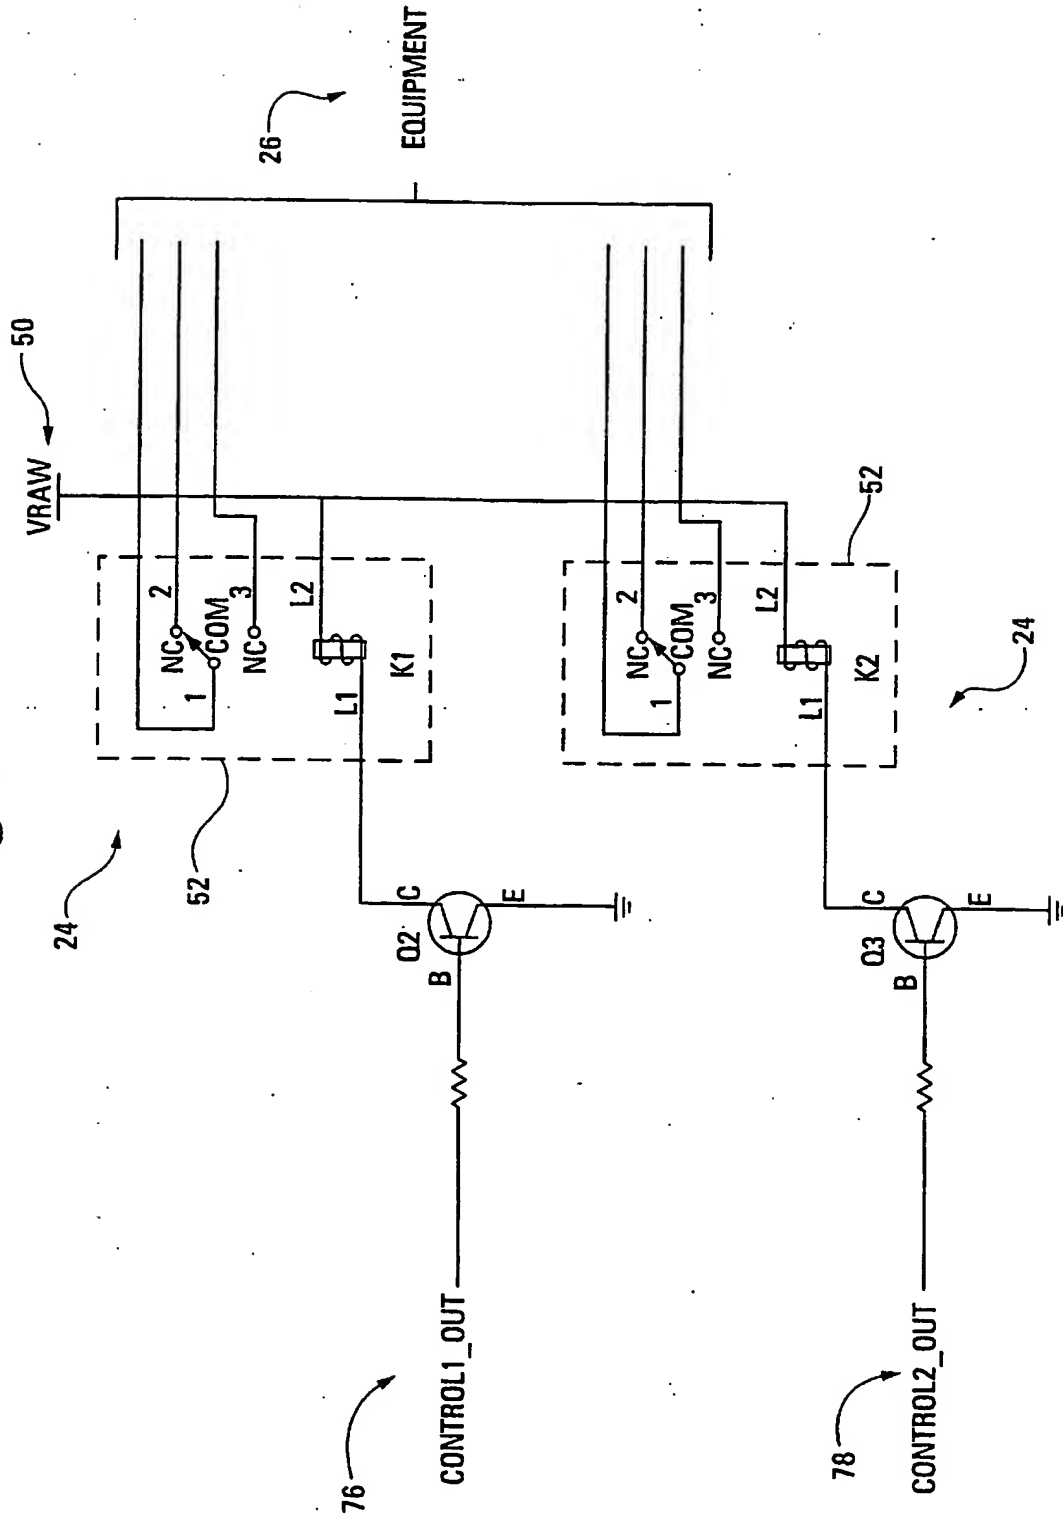 50
VRAW
26
EQUIPMENT
24
52
2
NC
COM
1
3
NC
L2
L1
K1
Q2
C
B
E
76
CONTROL1_OUT
52
2
NC
COM
1
3
NC
L2
L1
K2
24
Q3
C
B
E
78
CONTROL2_OUT